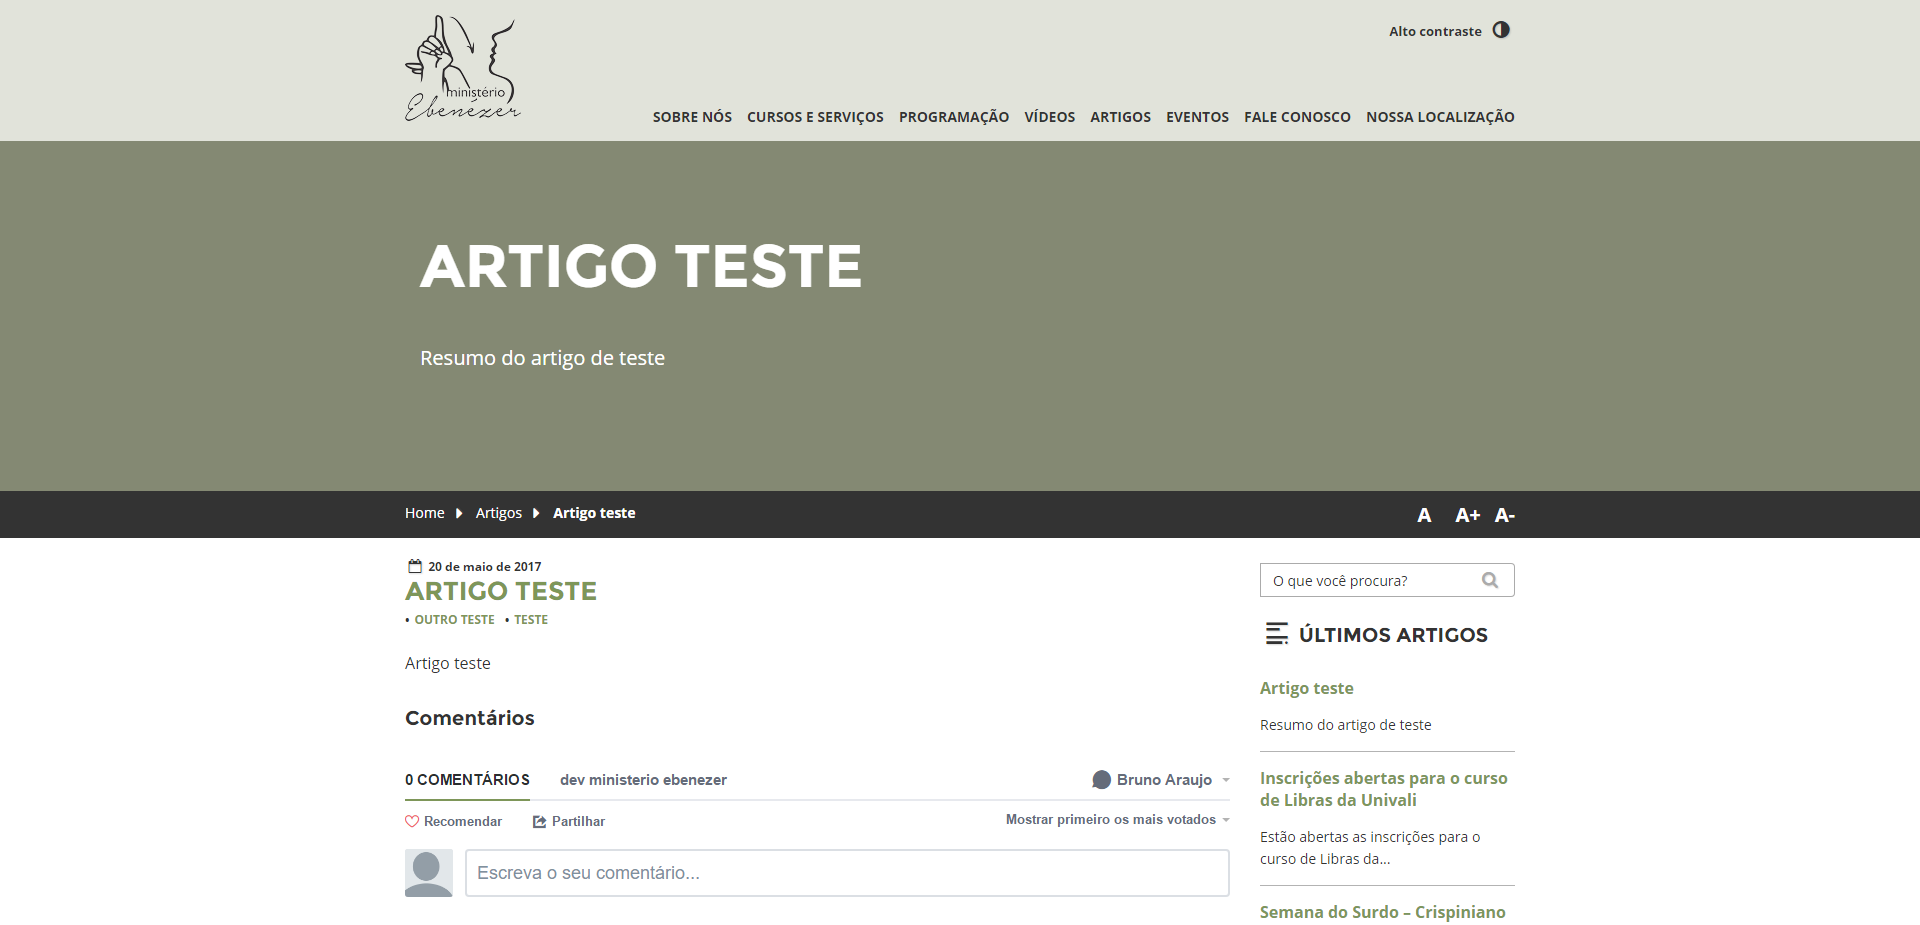 Alto contraste
ministério
Ebenézer
SOBRE NÓS CURSOS E SERVIÇOS PROGRAMAÇÃO VÍDEOS ARTIGOS EVENTOS FALE CONOSCO NOSSA LOCALIZAÇÃO
ARTIGO TESTE
Resumo do artigo de teste
Home Artigos Artigo teste
A A+ A-
20 de maio de 2017
ARTIGO TESTE
• OUTRO TESTE • TESTE
Artigo teste
Comentários
0 COMENTÁRIOS dev ministerio ebenezer Bruno Araujo
Recomendar Partilhar Mostrar primeiro os mais votados
Escreva o seu comentário...
O que você procura?
ÚLTIMOS ARTIGOS
Artigo teste
Resumo do artigo de teste
Inscrições abertas para o curso
de Libras da Univali
Estão abertas as inscrições para o
curso de Libras da...
Semana do Surdo – Crispiniano